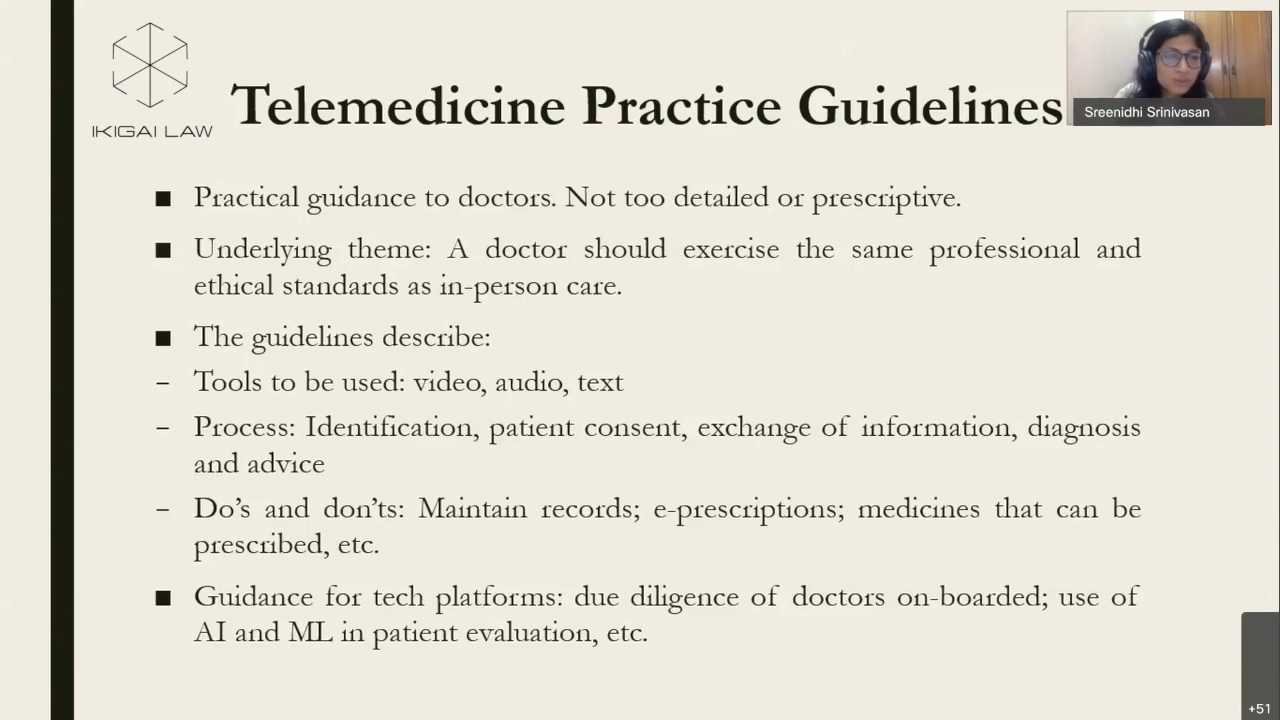 IKIGAI LAW
Telemedicine Practice Guidelines
Sreenidhi Srinivasan
■ Practical guidance to doctors. Not too detailed or prescriptive.
■ Underlying theme: A doctor should exercise the same professional and
ethical standards as in-person care.
■ The guidelines describe:
– Tools to be used: video, audio, text
– Process: Identification, patient consent, exchange of information, diagnosis
and advice
– Do’s and don’ts: Maintain records; e-prescriptions; medicines that can be
prescribed, etc.
■ Guidance for tech platforms: due diligence of doctors on-boarded; use of
AI and ML in patient evaluation, etc.
+51